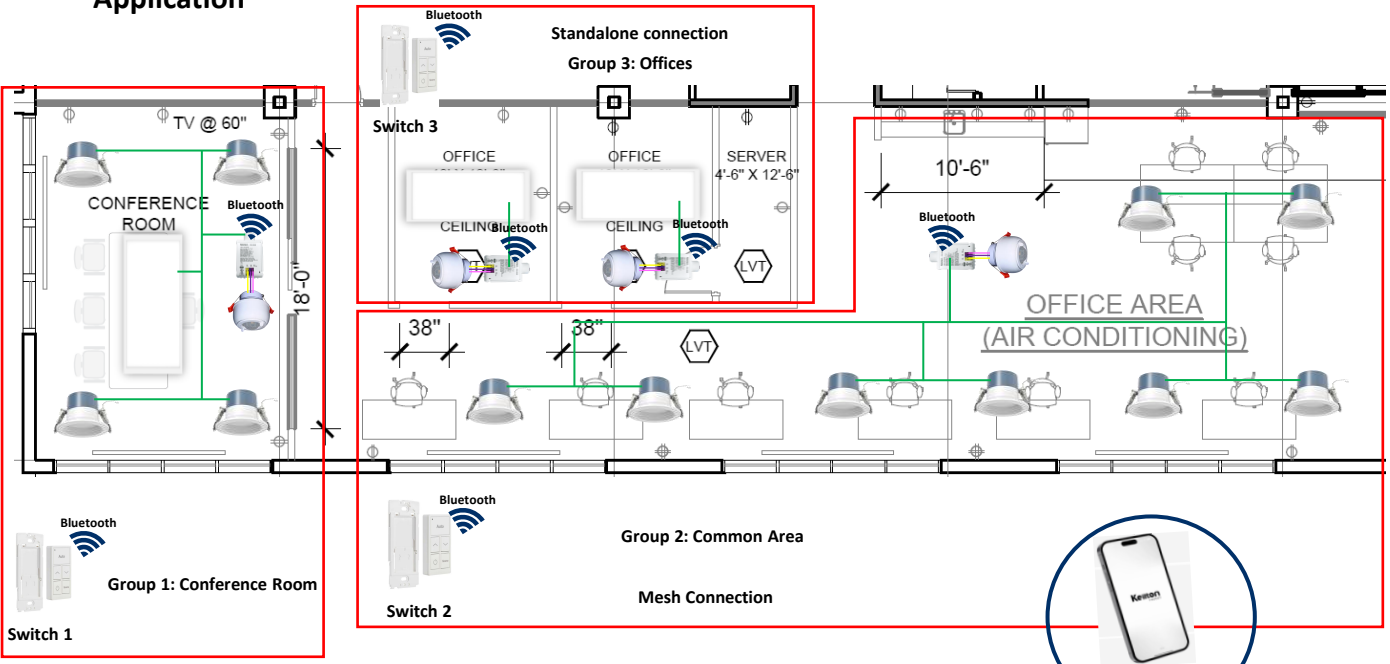 Application
Bluetooth
Standalone connection
Group 3: Offices
Switch 3
TV @ 60"
OFFICE
OFFICE
SERVER
4'-6" X 12'-6"
10'-6"
CONFERENCE
ROOM
Bluetooth
CEILING
Bluetooth
CEILING
Bluetooth
Bluetooth
LVT
18'-0"
OFFICE AREA
(AIR CONDITIONING)
38"
38"
LVT
Bluetooth
Switch 1
Group 1: Conference Room
Bluetooth
Switch 2
Group 2: Common Area
Mesh Connection
Keilton